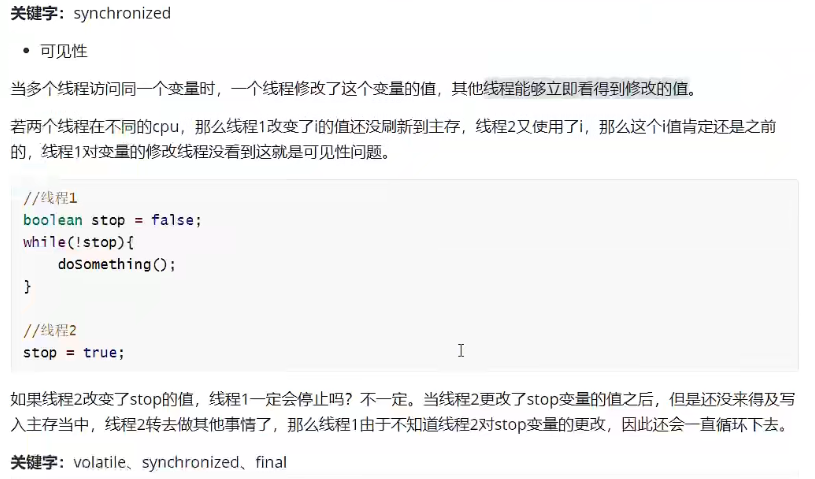 关键字：synchronized
• 可见性
当多个线程访问同一个变量时，一个线程修改了这个变量的值，其他线程能够立即看得到修改的值。
若两个线程在不同的cpu，那么线程1改变了i的值还没刷新到主存，线程2又使用了i，那么这个i值肯定还是之前
的，线程1对变量的修改线程没看到这就是可见性问题。
//线程1
boolean stop = false;
while(!stop){
    doSomething();
}
//线程2
stop = true;
如果线程2改变了stop的值，线程1一定会停止吗？不一定。当线程2更改了stop变量的值之后，但是还没来得及写
入主存当中，线程2转去做其他事情了，那么线程1由于不知道线程2对stop变量的更改，因此还会一直循环下去。
关键字：volatile、synchronized、final